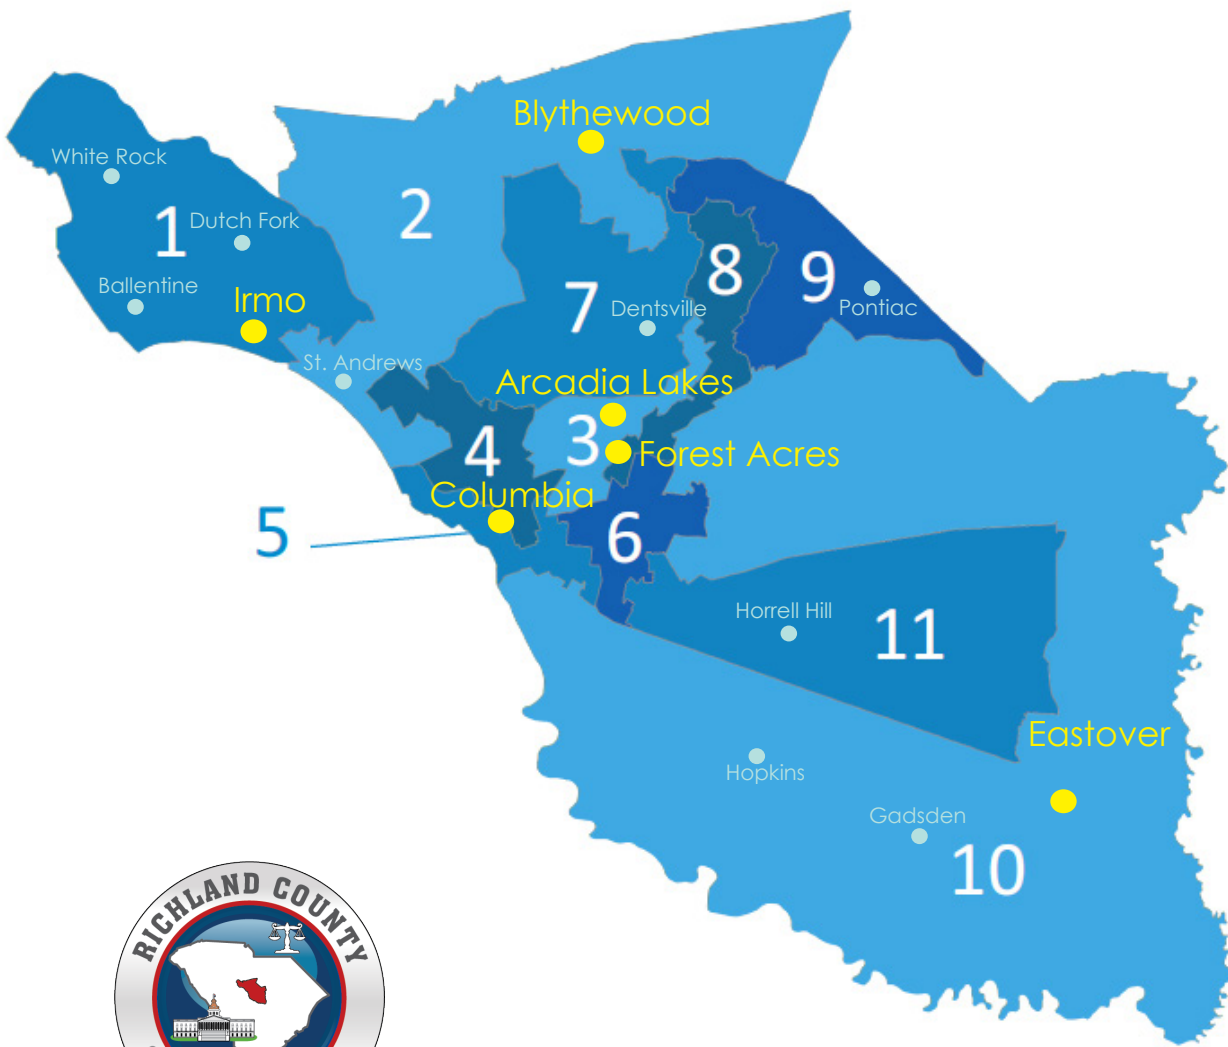 Blythewood
White Rock
1
Dutch Fork
2
Ballentine
Irmo
8
9
Pontiac
7
Dentsville
St. Andrews
Arcadia Lakes
3
Forest Acres
4
Columbia
5
6
Horrell Hill
11
Eastover
Hopkins
Gadsden
10
RICHLAND COUNTY